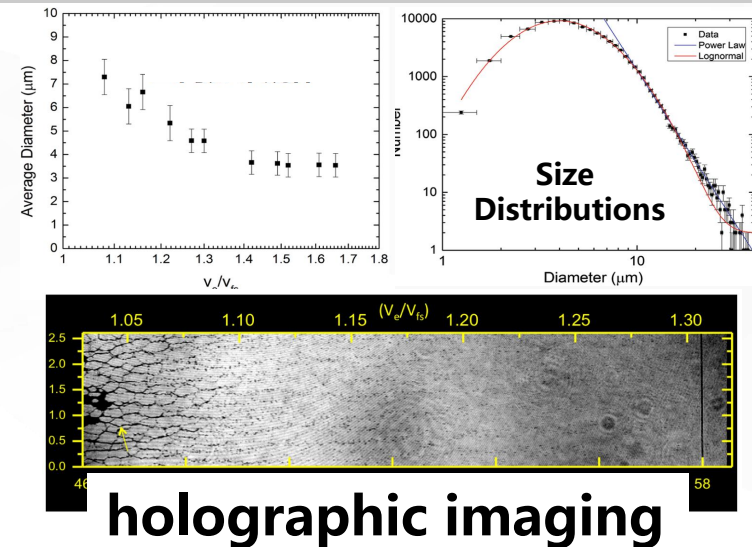 10
9
8
7
6
5
4
3
2
1
0
Average Diameter (μm)
1 1.1 1.2 1.3 1.4 1.5 1.6 1.7 1.8
10000
1000
100
10
1
Data
Power Law
Lognormal
Size
Distributions
1 10
Diameter (μm)
1.05 1.10 1.15 (Vₑ/V_fs) 1.20 1.25 1.30
2.5
2.0
1.5
1.0
0.5
0.0
58
holographic imaging